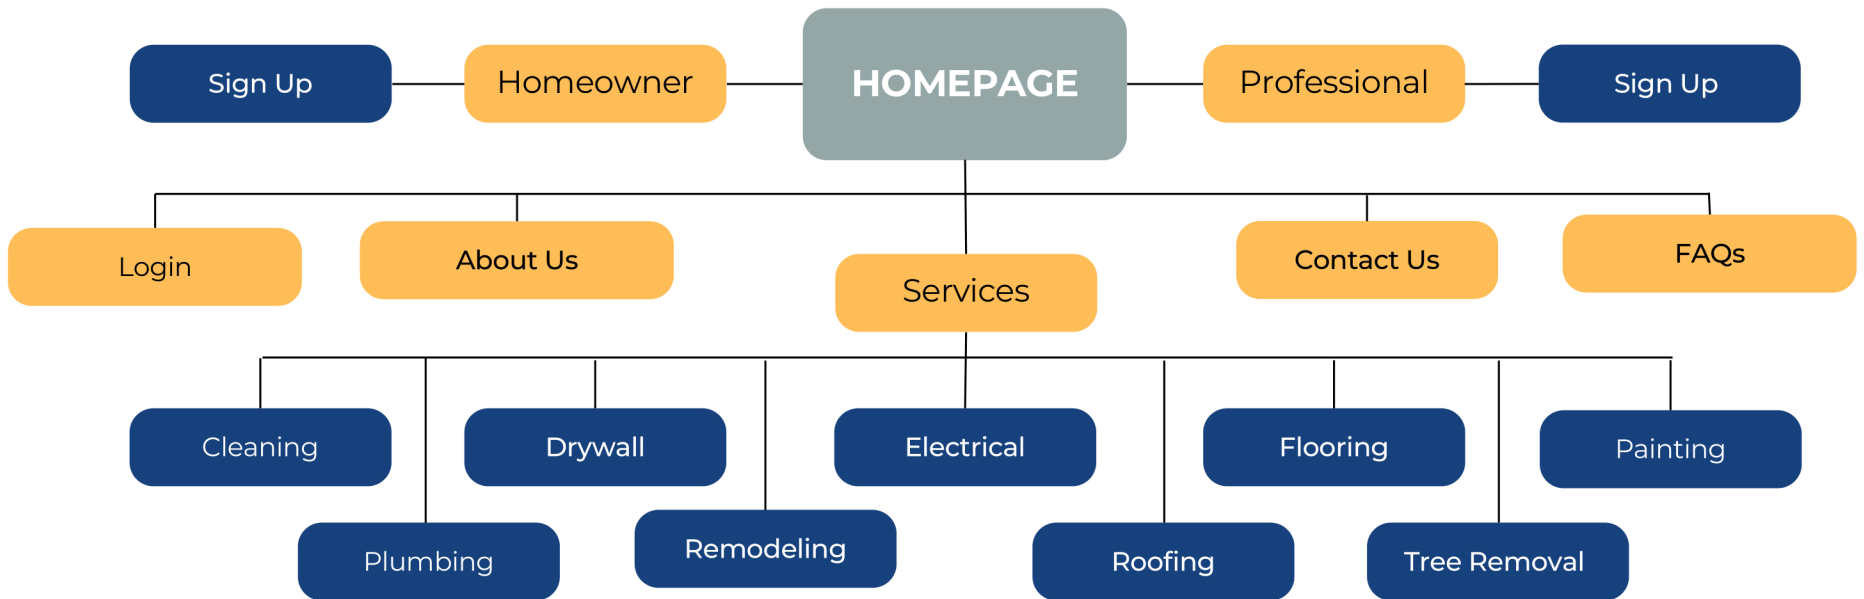 Sign Up
Homeowner
HOMEPAGE
Professional
Sign Up
Login
About Us
Services
Contact Us
FAQs
Cleaning
Drywall
Electrical
Flooring
Painting
Plumbing
Remodeling
Roofing
Tree Removal